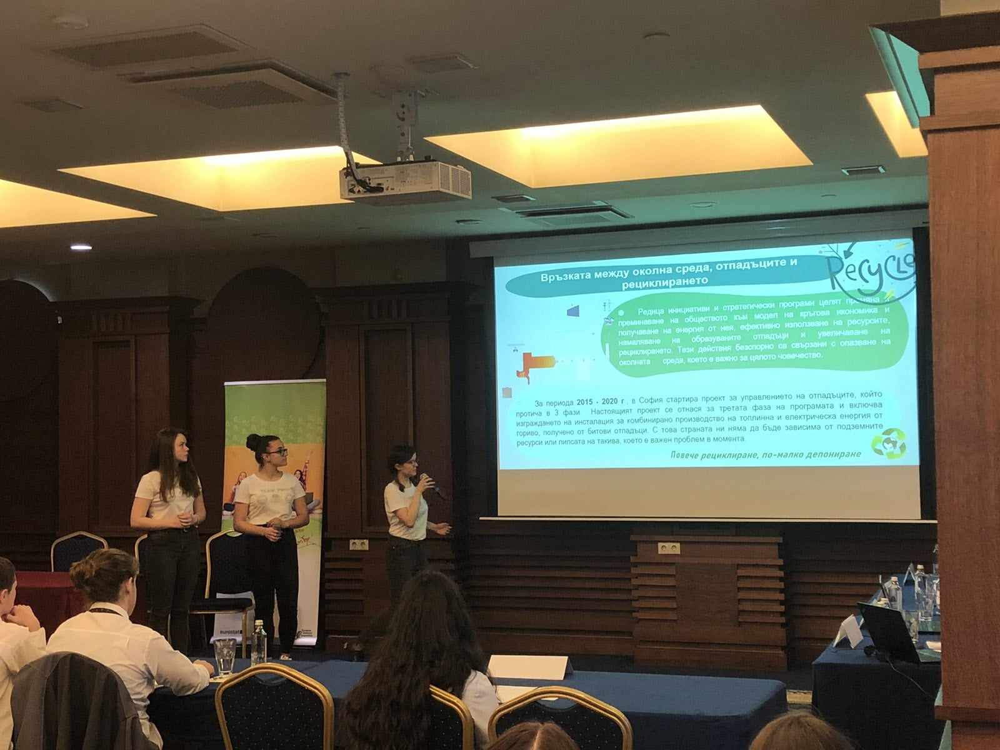 Връзката между околна среда, отпадъците и
рециклирането
RECYCLE
Редица инициативи и стратегически програми целят промяна и
преминаване на обществото към модел на кръгова икономика и
получаване на енергия от нея, ефективно използване на ресурсите,
намаляване на образуваните отпадъци и увеличаване на
рециклирането. Тези действия безспорно са свързани с опазване на
околната среда, което е важно за цялото човечество.
За периода 2015 - 2020 г., в София стартира проект за управлението на отпадъците, който
протича в 3 фази. Настоящият проект се отнася за третата фаза на програмата и включва
изграждането на инсталация за комбинирано производство на топлинна и електрическа енергия от
гориво, получено от битови отпадъци. С това страната ни няма да бъде зависима от подземните
ресурси или липсата на такива, което е важен проблем в момента.
Повече рециклиране, по-малко депониране
eurostat